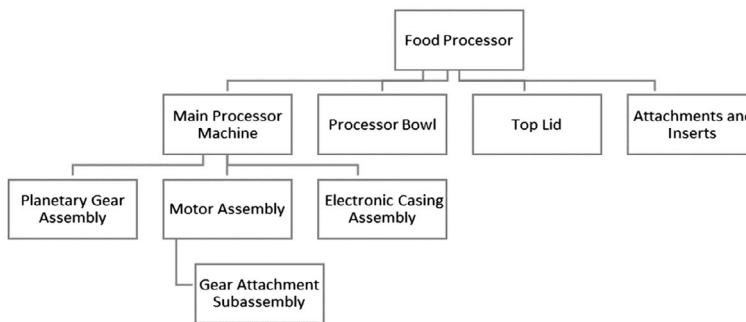 Food Processor
Main Processor
Machine
Processor Bowl
Top Lid
Attachments and
Inserts
Planetary Gear
Assembly
Motor Assembly
Electronic Casing
Assembly
Gear Attachment
Subassembly